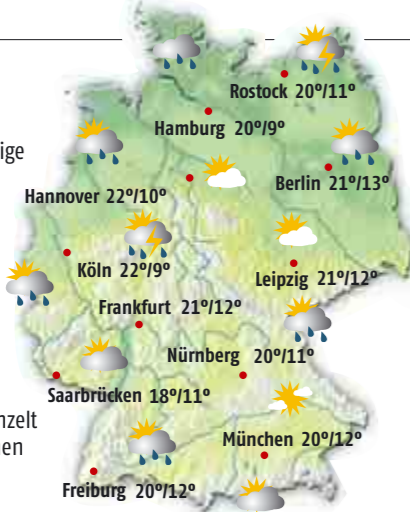 Rostock 20°/11°
Hamburg 20°/9°
Hannover 22°/10°
Berlin 21°/13°
Köln 22°/9°
Leipzig 21°/12°
Frankfurt 21°/12°
Nürnberg 20°/11°
Saarbrücken 18°/11°
München 20°/12°
Freiburg 20°/12°